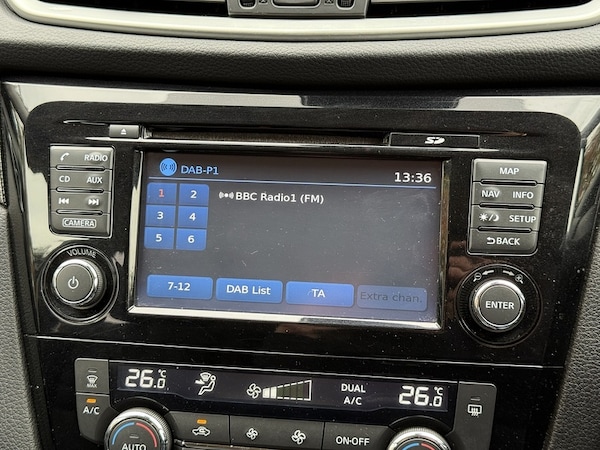 SD
RADIO
CD AUX
CAMERA
VOLUME
DAB-P1 13:36
1 2 BBC Radio1 (FM)
3 4
5 6
7-12 DAB List TA Extra chan.
MAP
NAV INFO
SETUP
BACK
ENTER
MAX 26.0 °C DUAL A/C 26.0 °C
A/C
AUTO
ON·OFF